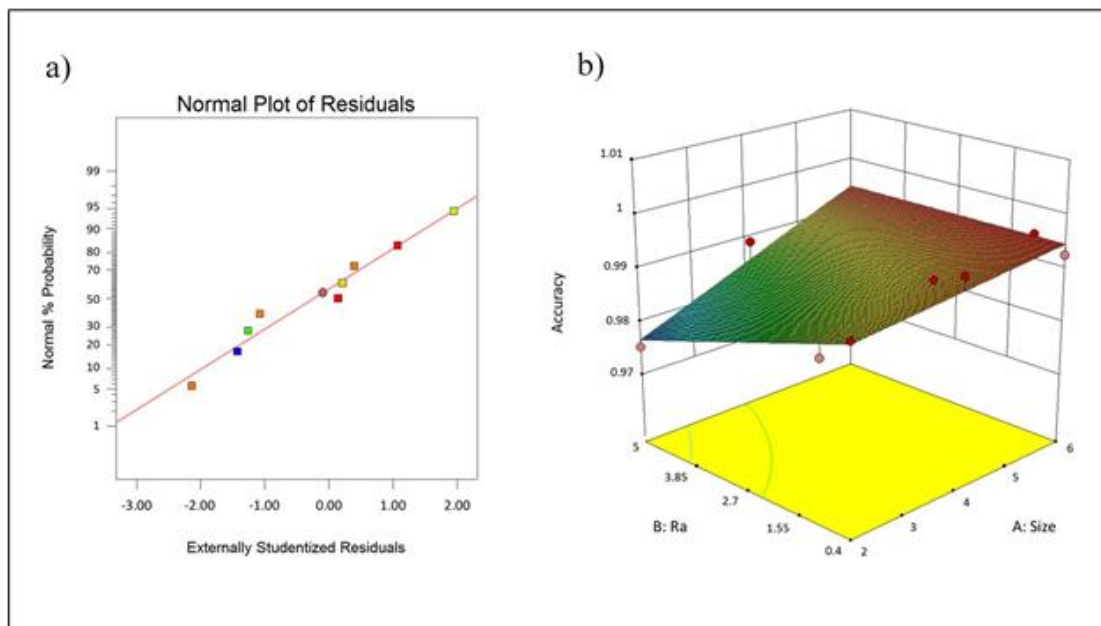 a)
Normal Plot of Residuals
Normal % Probability
99
95
90
80
70
50
30
20
10
5
1
-3.00 -2.00 -1.00 0.00 1.00 2.00
Externally Studentized Residuals
b)
Accuracy
1.01
1
0.99
0.98
0.97
5
3.85
2.7
1.55
0.4
B: Ra
2
3
4
5
6
A: Size